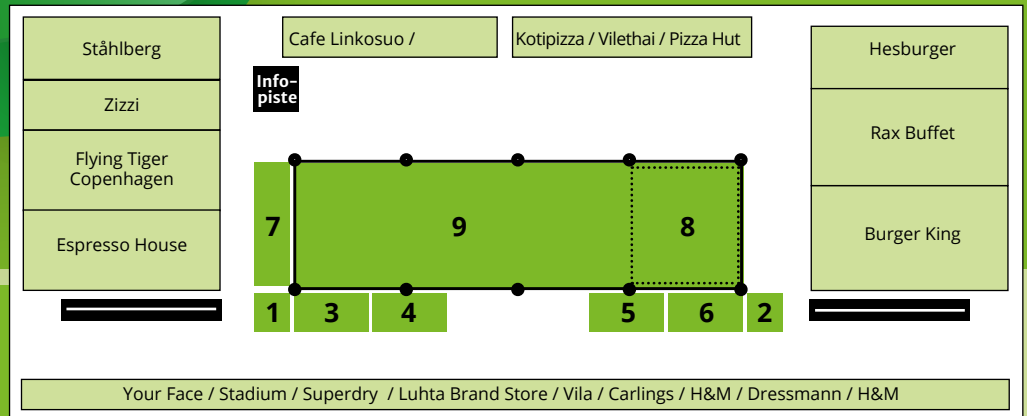 Ståhlberg
Zizzi
Flying Tiger
Copenhagen
Espresso House
Cafe Linkosuo /
Kotipizza / Vilethai / Pizza Hut
Info-
piste
Hesburger
Rax Buffet
Burger King
7
9
8
1
3
4
5
6
2
Your Face / Stadium / Superdry / Luhta Brand Store / Vila / Carlings / H&M / Dressmann / H&M